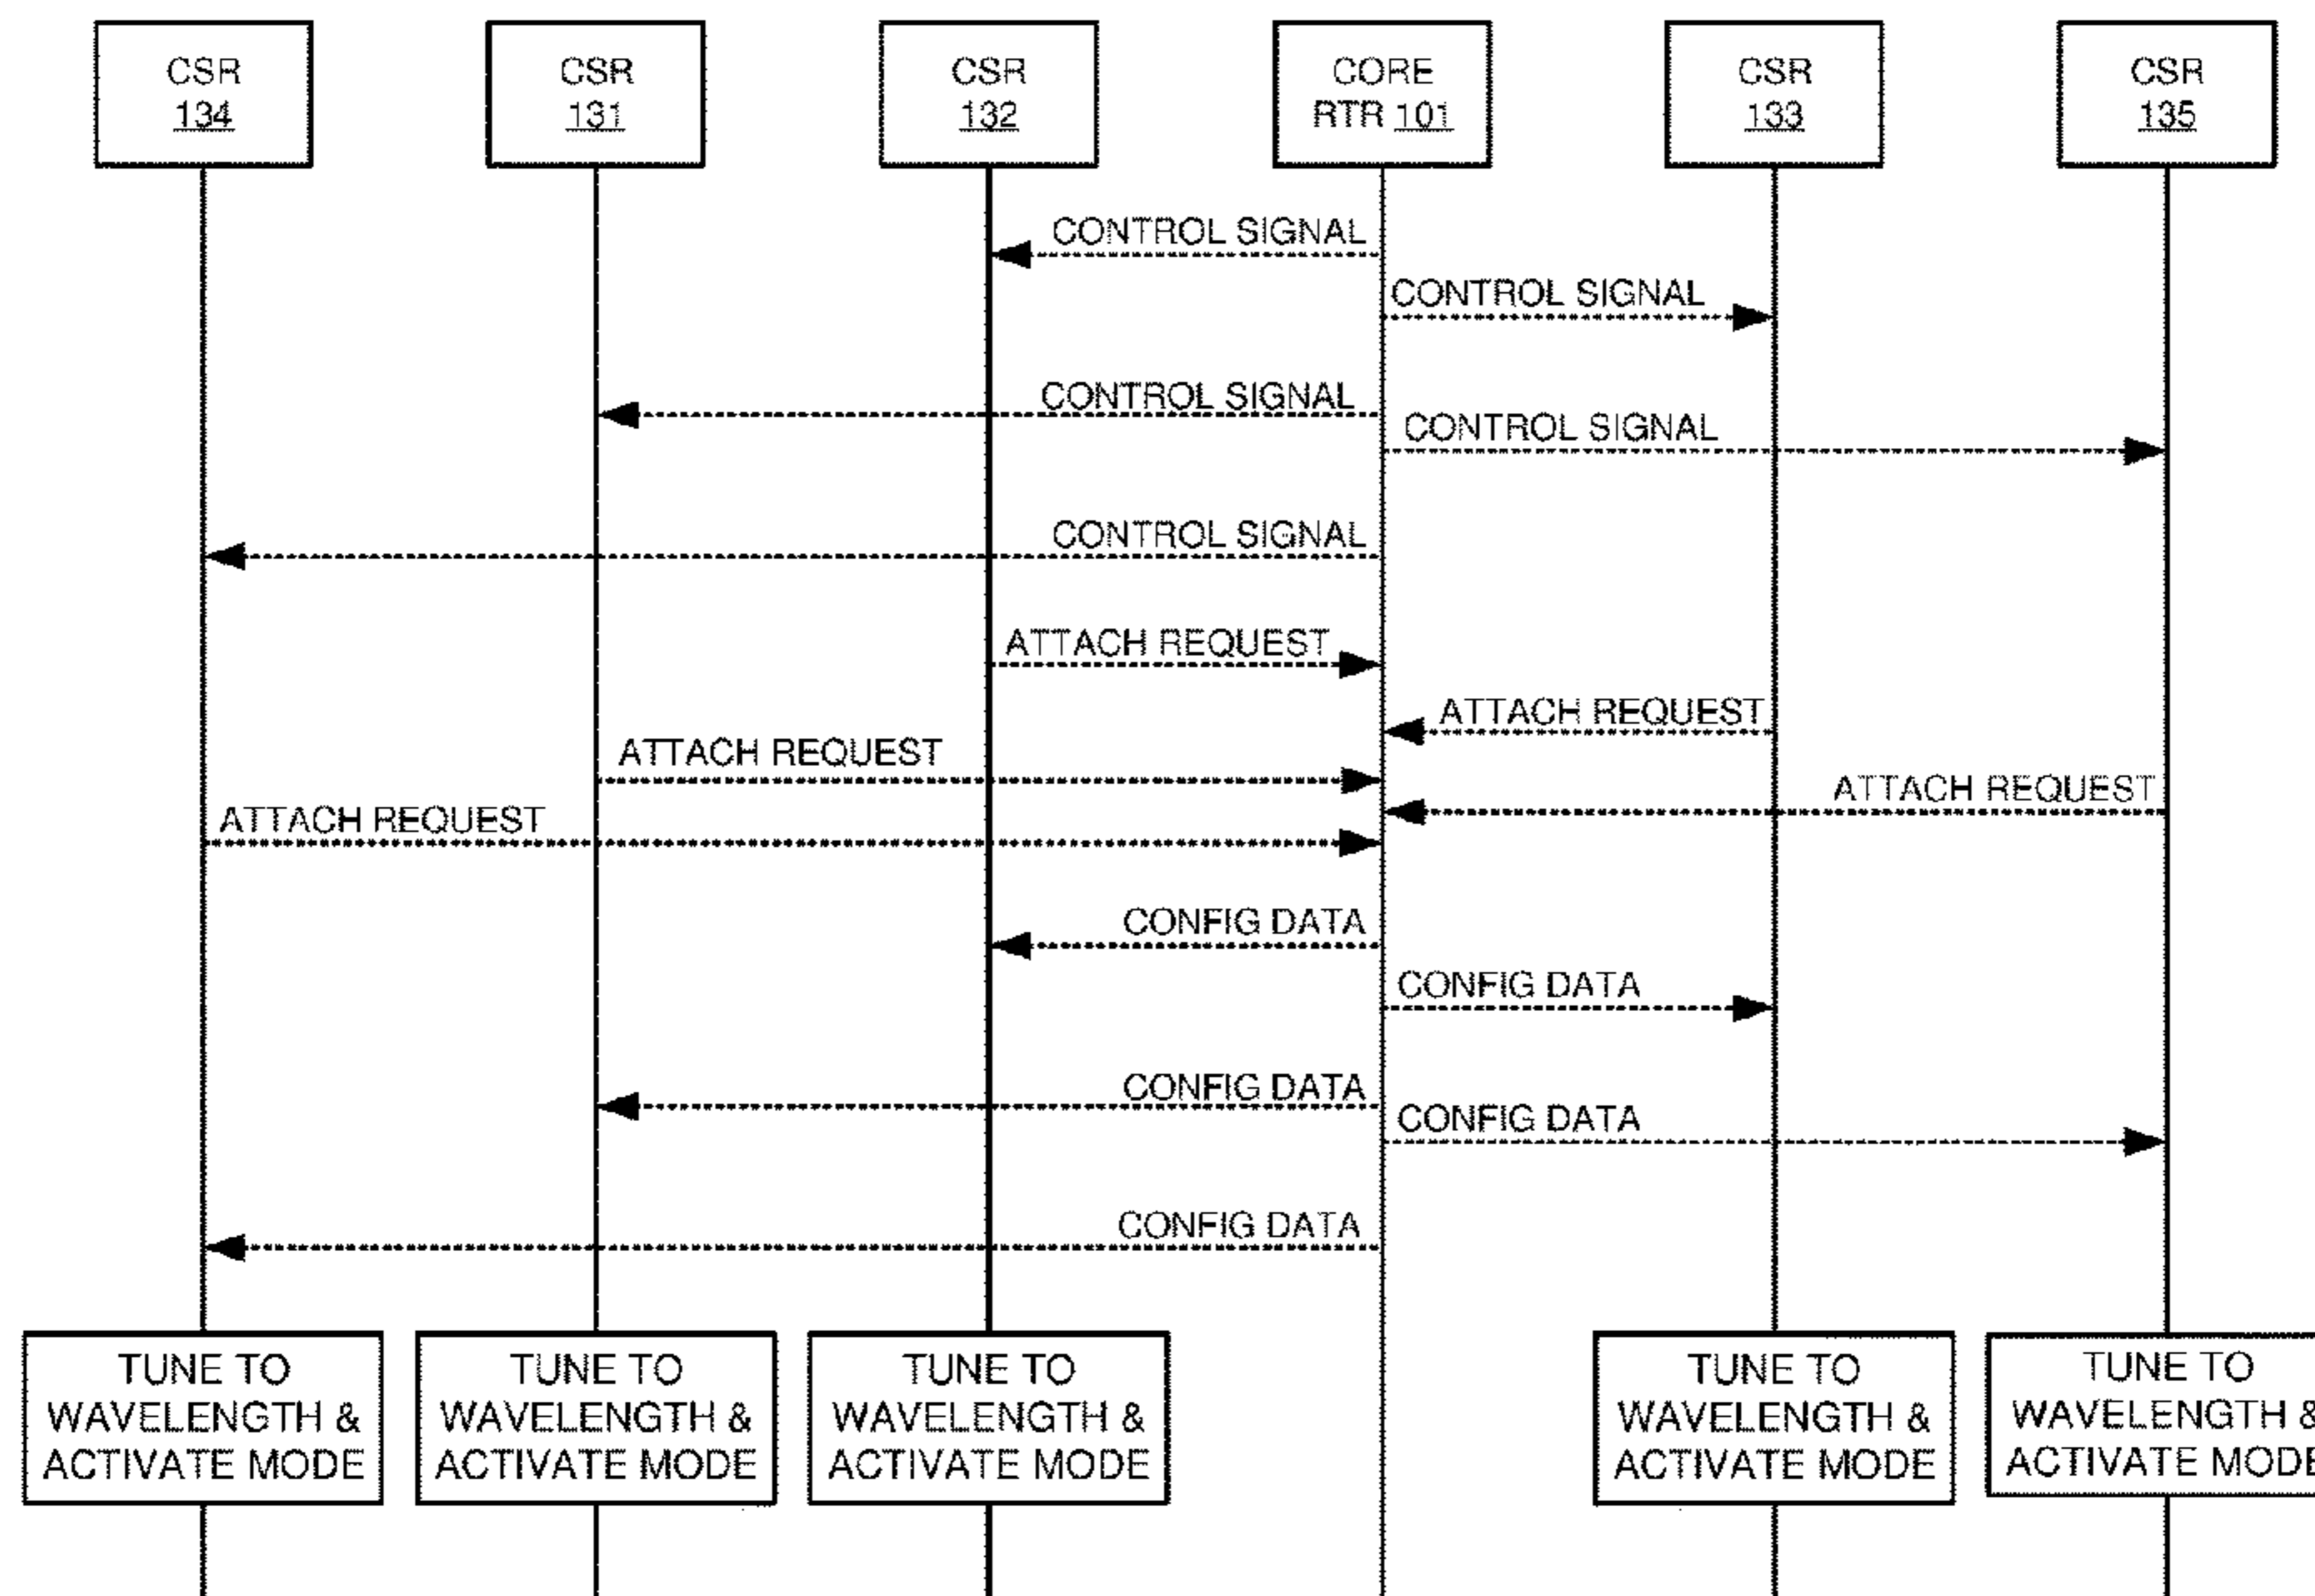 CSR
134
CSR
131
CSR
132
CORE
RTR 101
CSR
133
CSR
135
CONTROL SIGNAL
CONTROL SIGNAL
CONTROL SIGNAL
CONTROL SIGNAL
CONTROL SIGNAL
ATTACH REQUEST
ATTACH REQUEST
ATTACH REQUEST
ATTACH REQUEST
ATTACH REQUEST
CONFIG DATA
CONFIG DATA
CONFIG DATA
CONFIG DATA
CONFIG DATA
TUNE TO
WAVELENGTH &
ACTIVATE MODE
TUNE TO
WAVELENGTH &
ACTIVATE MODE
TUNE TO
WAVELENGTH &
ACTIVATE MODE
TUNE TO
WAVELENGTH &
ACTIVATE MODE
TUNE TO
WAVELENGTH &
ACTIVATE MODE